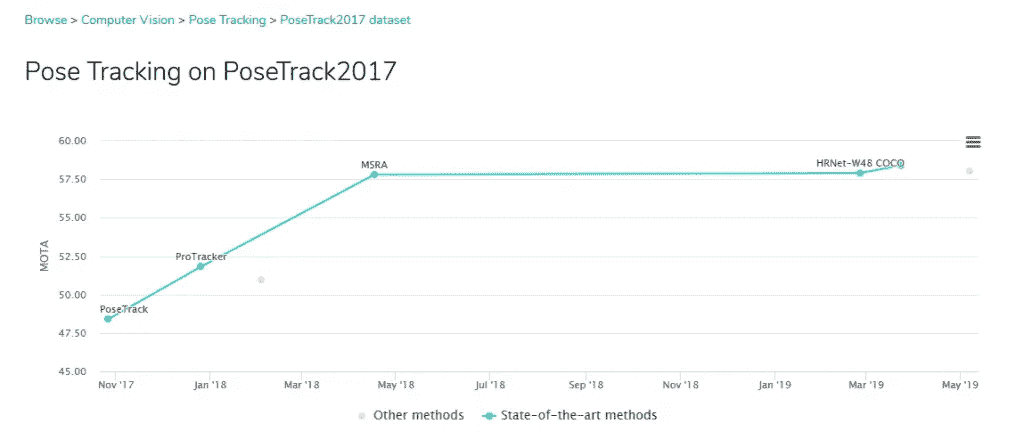 Browse > Computer Vision > Pose Tracking > PoseTrack2017 dataset
Pose Tracking on PoseTrack2017
60.00
57.50
55.00
52.50
50.00
47.50
45.00
MOTA
PoseTrack
ProTracker
MSRA
HRNet-W48 COCO
Nov '17
Jan '18
Mar '18
May '18
Jul '18
Sep '18
Nov '18
Jan '19
Mar '19
May '19
Other methods
State-of-the-art methods